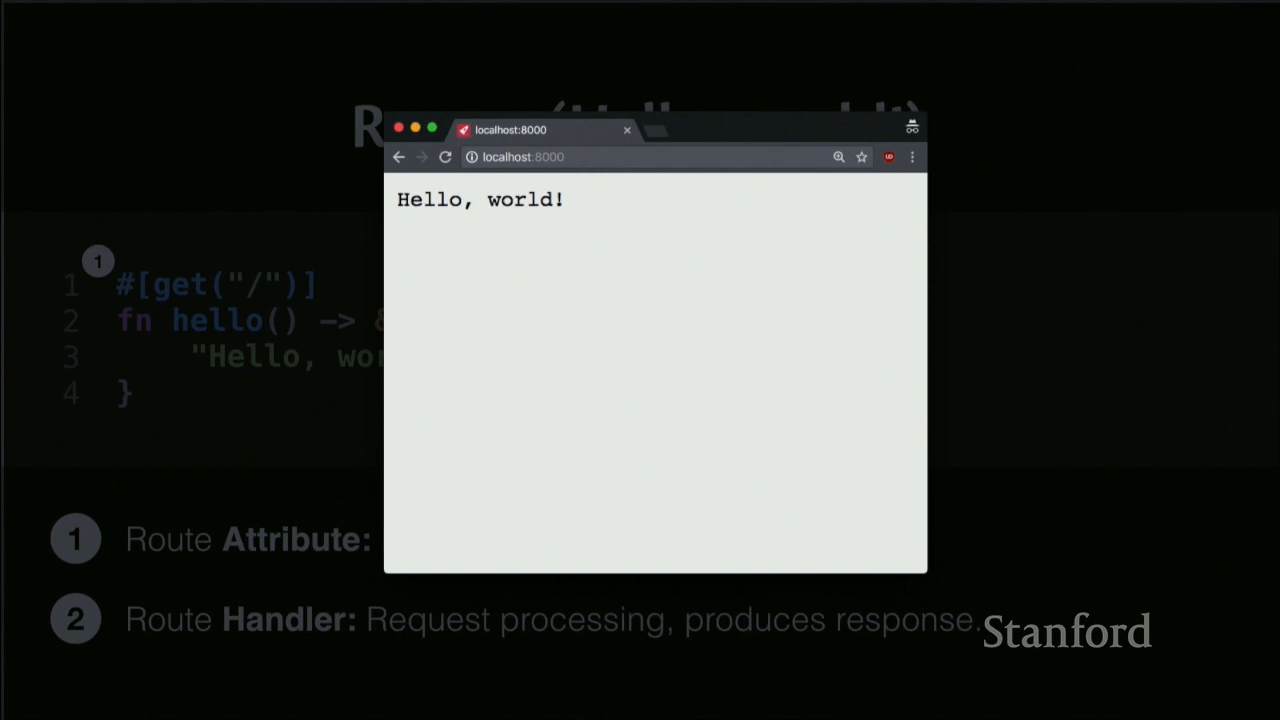 localhost:8000
localhost:8000
Hello, world!
1
1 #[get("/")]
2 fn hello() ->
3 "Hello, wor
4 }
1 Route Attribute:
2 Route Handler: Request processing, produces response.
Stanford